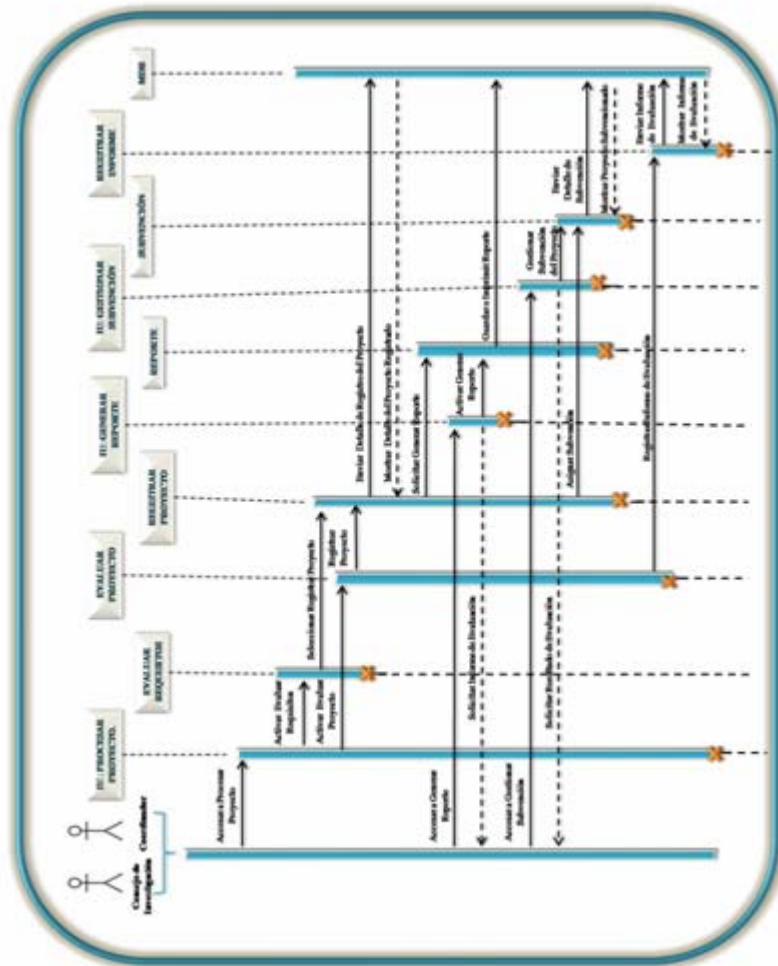 Consejo de
Investigación
Coordinador
IU: PROCESAR
PROYECTO.
EVALUAR
REQUISITOS
EVALUAR
PROYECTO
REGISTRAR
PROYECTO
IU: GENERAR
REPORTE
REPORTE
IU: GESTIONAR
SUBVENCIÓN
SUBVENCIÓN
REGISTRAR
INFORME
Accesar a Procesar
Proyecto
Activar Evaluar
Requisitos
Activar Evaluar
Proyecto
Seleccionar Registrar Proyecto
Registrar
Proyecto
Enviar Detalle de Registro del Proyecto
Mostrar Detalle del Proyecto Registrado
Solicitar Generar Reporte
Accesar a Generar
Reporte
Activar Generar
Reporte
Solicitar Informe de Evaluación
Guardar o Imprimir Reporte
Accesar a Gestionar
Subvención
Gestionar
Subvención
del Proyecto
Solicitar Resultado de Evaluación
Asignar Subvención
Enviar
Detalle de
Subvención
Mostrar Proyecto Subvencionado
Registrar Informe de Evaluación
Enviar Informe
de Evaluación
Mostrar Informe
de Evaluación